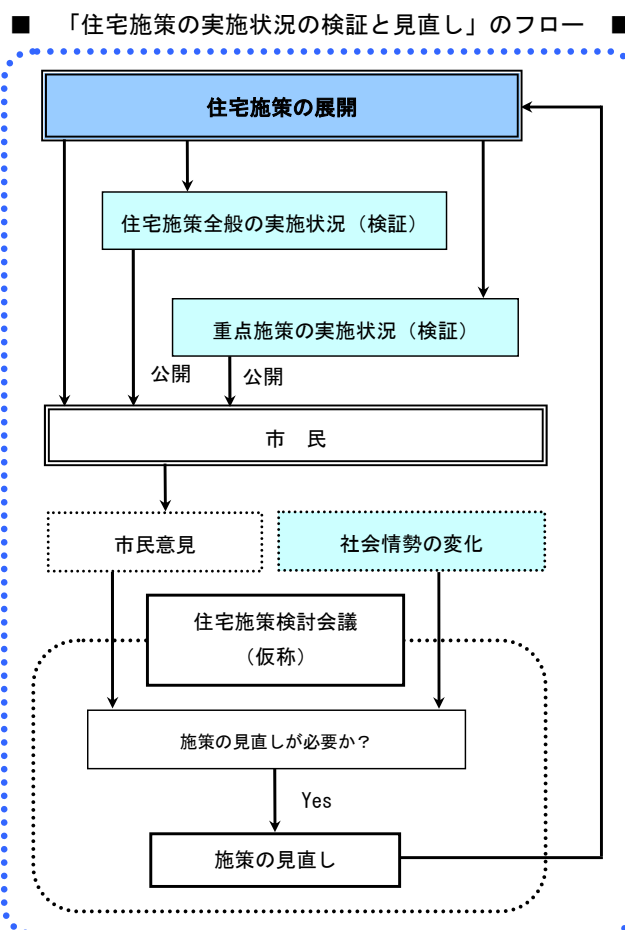 ■ 「住宅施策の実施状況の検証と見直し」のフロー ■
住宅施策の展開
住宅施策全般の実施状況（検証）
重点施策の実施状況（検証）
公開
公開
市 民
市民意見
社会情勢の変化
住宅施策検討会議
（仮称）
施策の見直しが必要か？
Yes
施策の見直し